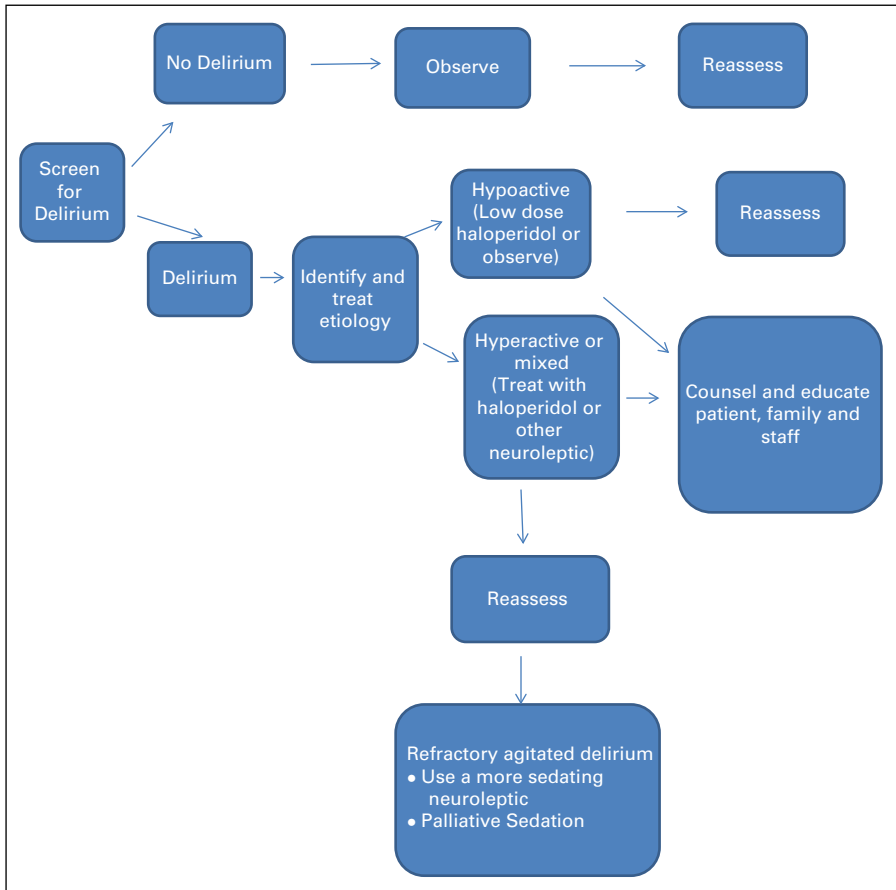 No Delirium
Observe
Reassess
Screen
for
Delirium
Hypoactive
(Low dose
haloperidol or
observe)
Reassess
Delirium
Identify and
treat
etiology
Hyperactive or
mixed
(Treat with
haloperidol or
other
neuroleptic)
Counsel and educate
patient, family and
staff
Reassess
Refractory agitated delirium
• Use a more sedating
neuroleptic
• Palliative Sedation